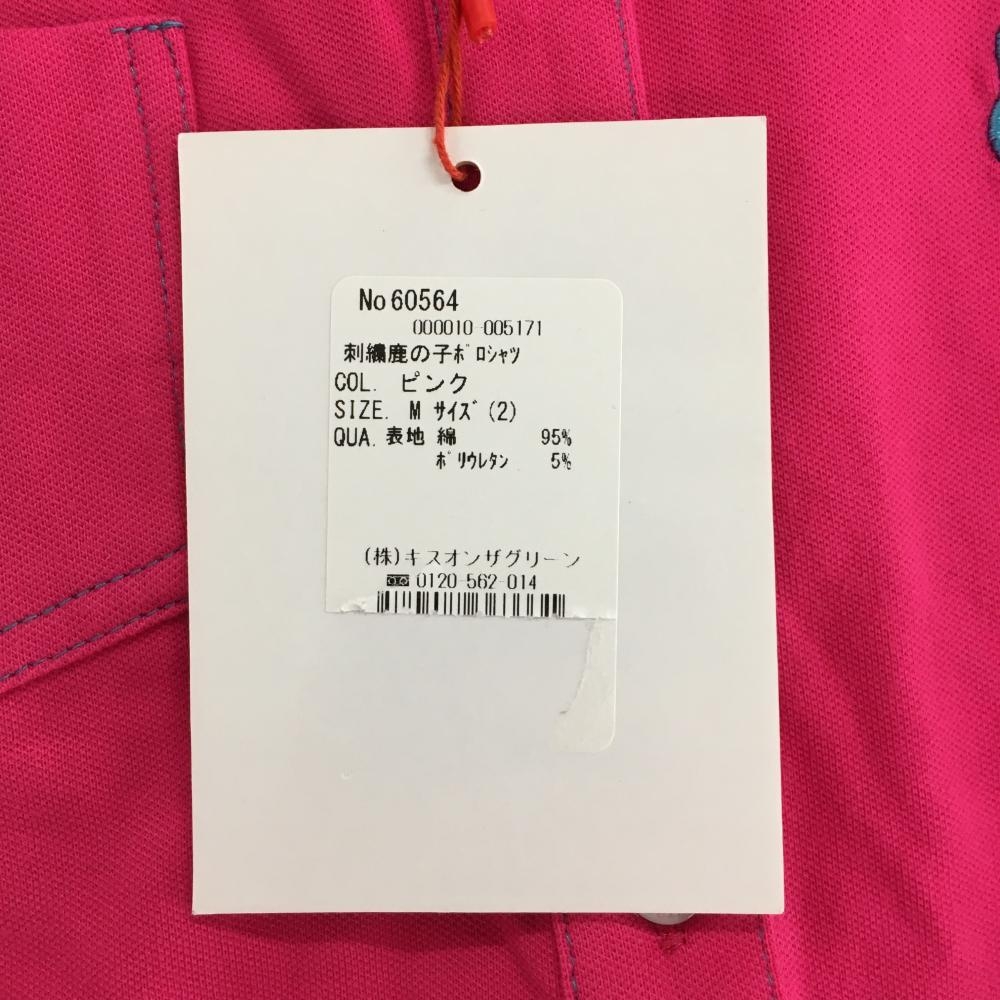 No 60564
000010-005171
刺繍鹿の子ﾎﾟﾛｼｬﾂ
COL. ピンク
SIZE. M ｻｲｽﾞ(2)
QUA. 表地 綿 95%
ﾎﾟﾘｳﾚﾀﾝ 5%
(株)キスオンザグリーン
0120-562-014